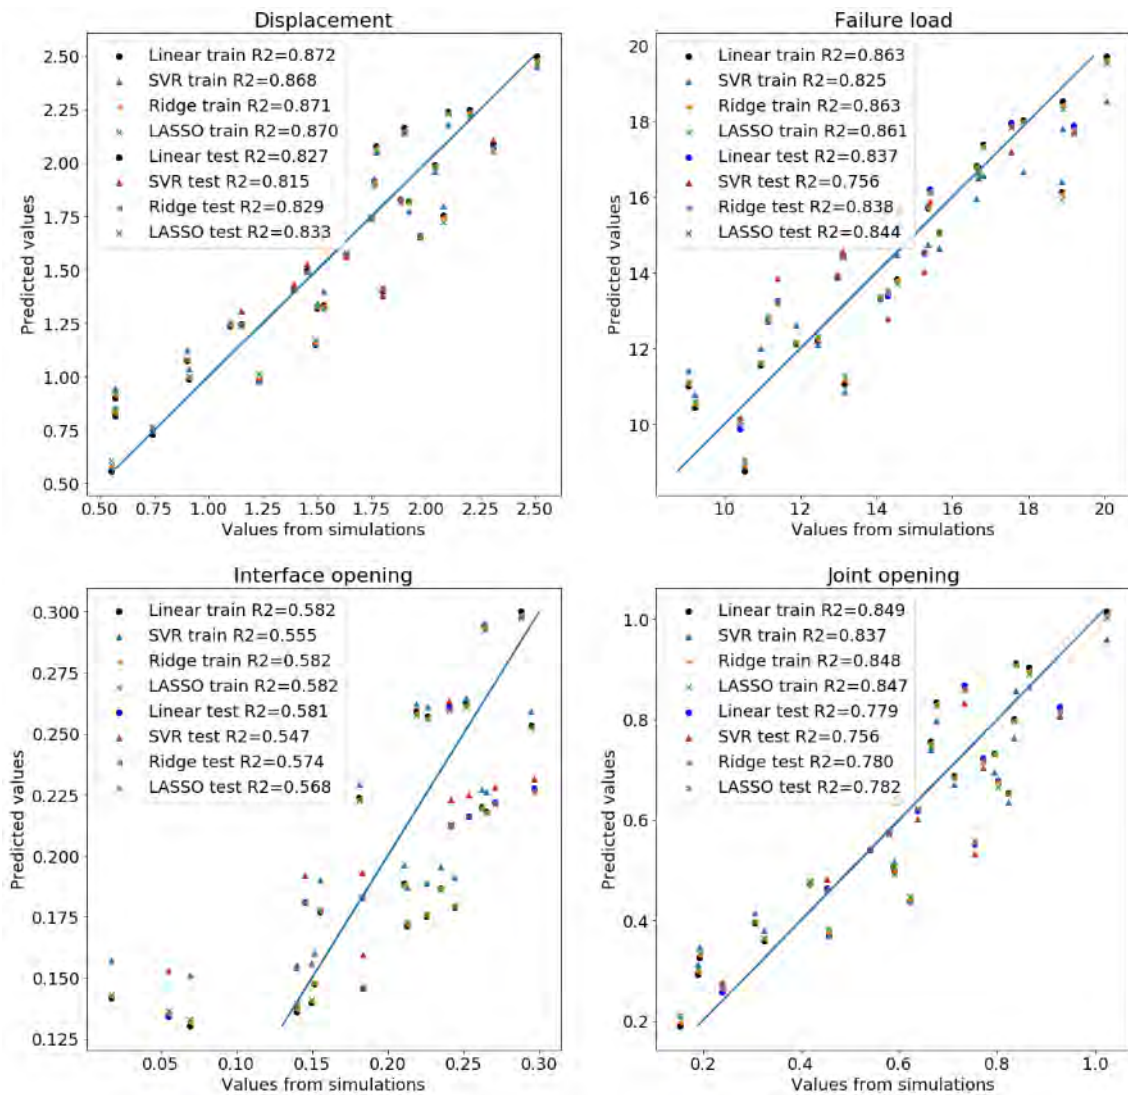 Displacement
2.50
2.25
2.00
1.75
1.50
1.25
1.00
0.75
0.50
Predicted values
Linear train R2=0.872
SVR train R2=0.868
Ridge train R2=0.871
LASSO train R2=0.870
Linear test R2=0.827
SVR test R2=0.815
Ridge test R2=0.829
LASSO test R2=0.833
0.50 0.75 1.00 1.25 1.50 1.75 2.00 2.25 2.50
Values from simulations
Failure load
20
18
16
14
12
10
Predicted values
Linear train R2=0.863
SVR train R2=0.825
Ridge train R2=0.863
LASSO train R2=0.861
Linear test R2=0.837
SVR test R2=0.756
Ridge test R2=0.838
LASSO test R2=0.844
10 12 14 16 18 20
Values from simulations
Interface opening
0.300
0.275
0.250
0.225
0.200
0.175
0.150
0.125
Predicted values
Linear train R2=0.582
SVR train R2=0.555
Ridge train R2=0.582
LASSO train R2=0.582
Linear test R2=0.581
SVR test R2=0.547
Ridge test R2=0.574
LASSO test R2=0.568
0.05 0.10 0.15 0.20 0.25 0.30
Values from simulations
Joint opening
1.0
0.8
0.6
0.4
0.2
Predicted values
Linear train R2=0.849
SVR train R2=0.837
Ridge train R2=0.848
LASSO train R2=0.847
Linear test R2=0.779
SVR test R2=0.756
Ridge test R2=0.780
LASSO test R2=0.782
0.2 0.4 0.6 0.8 1.0
Values from simulations